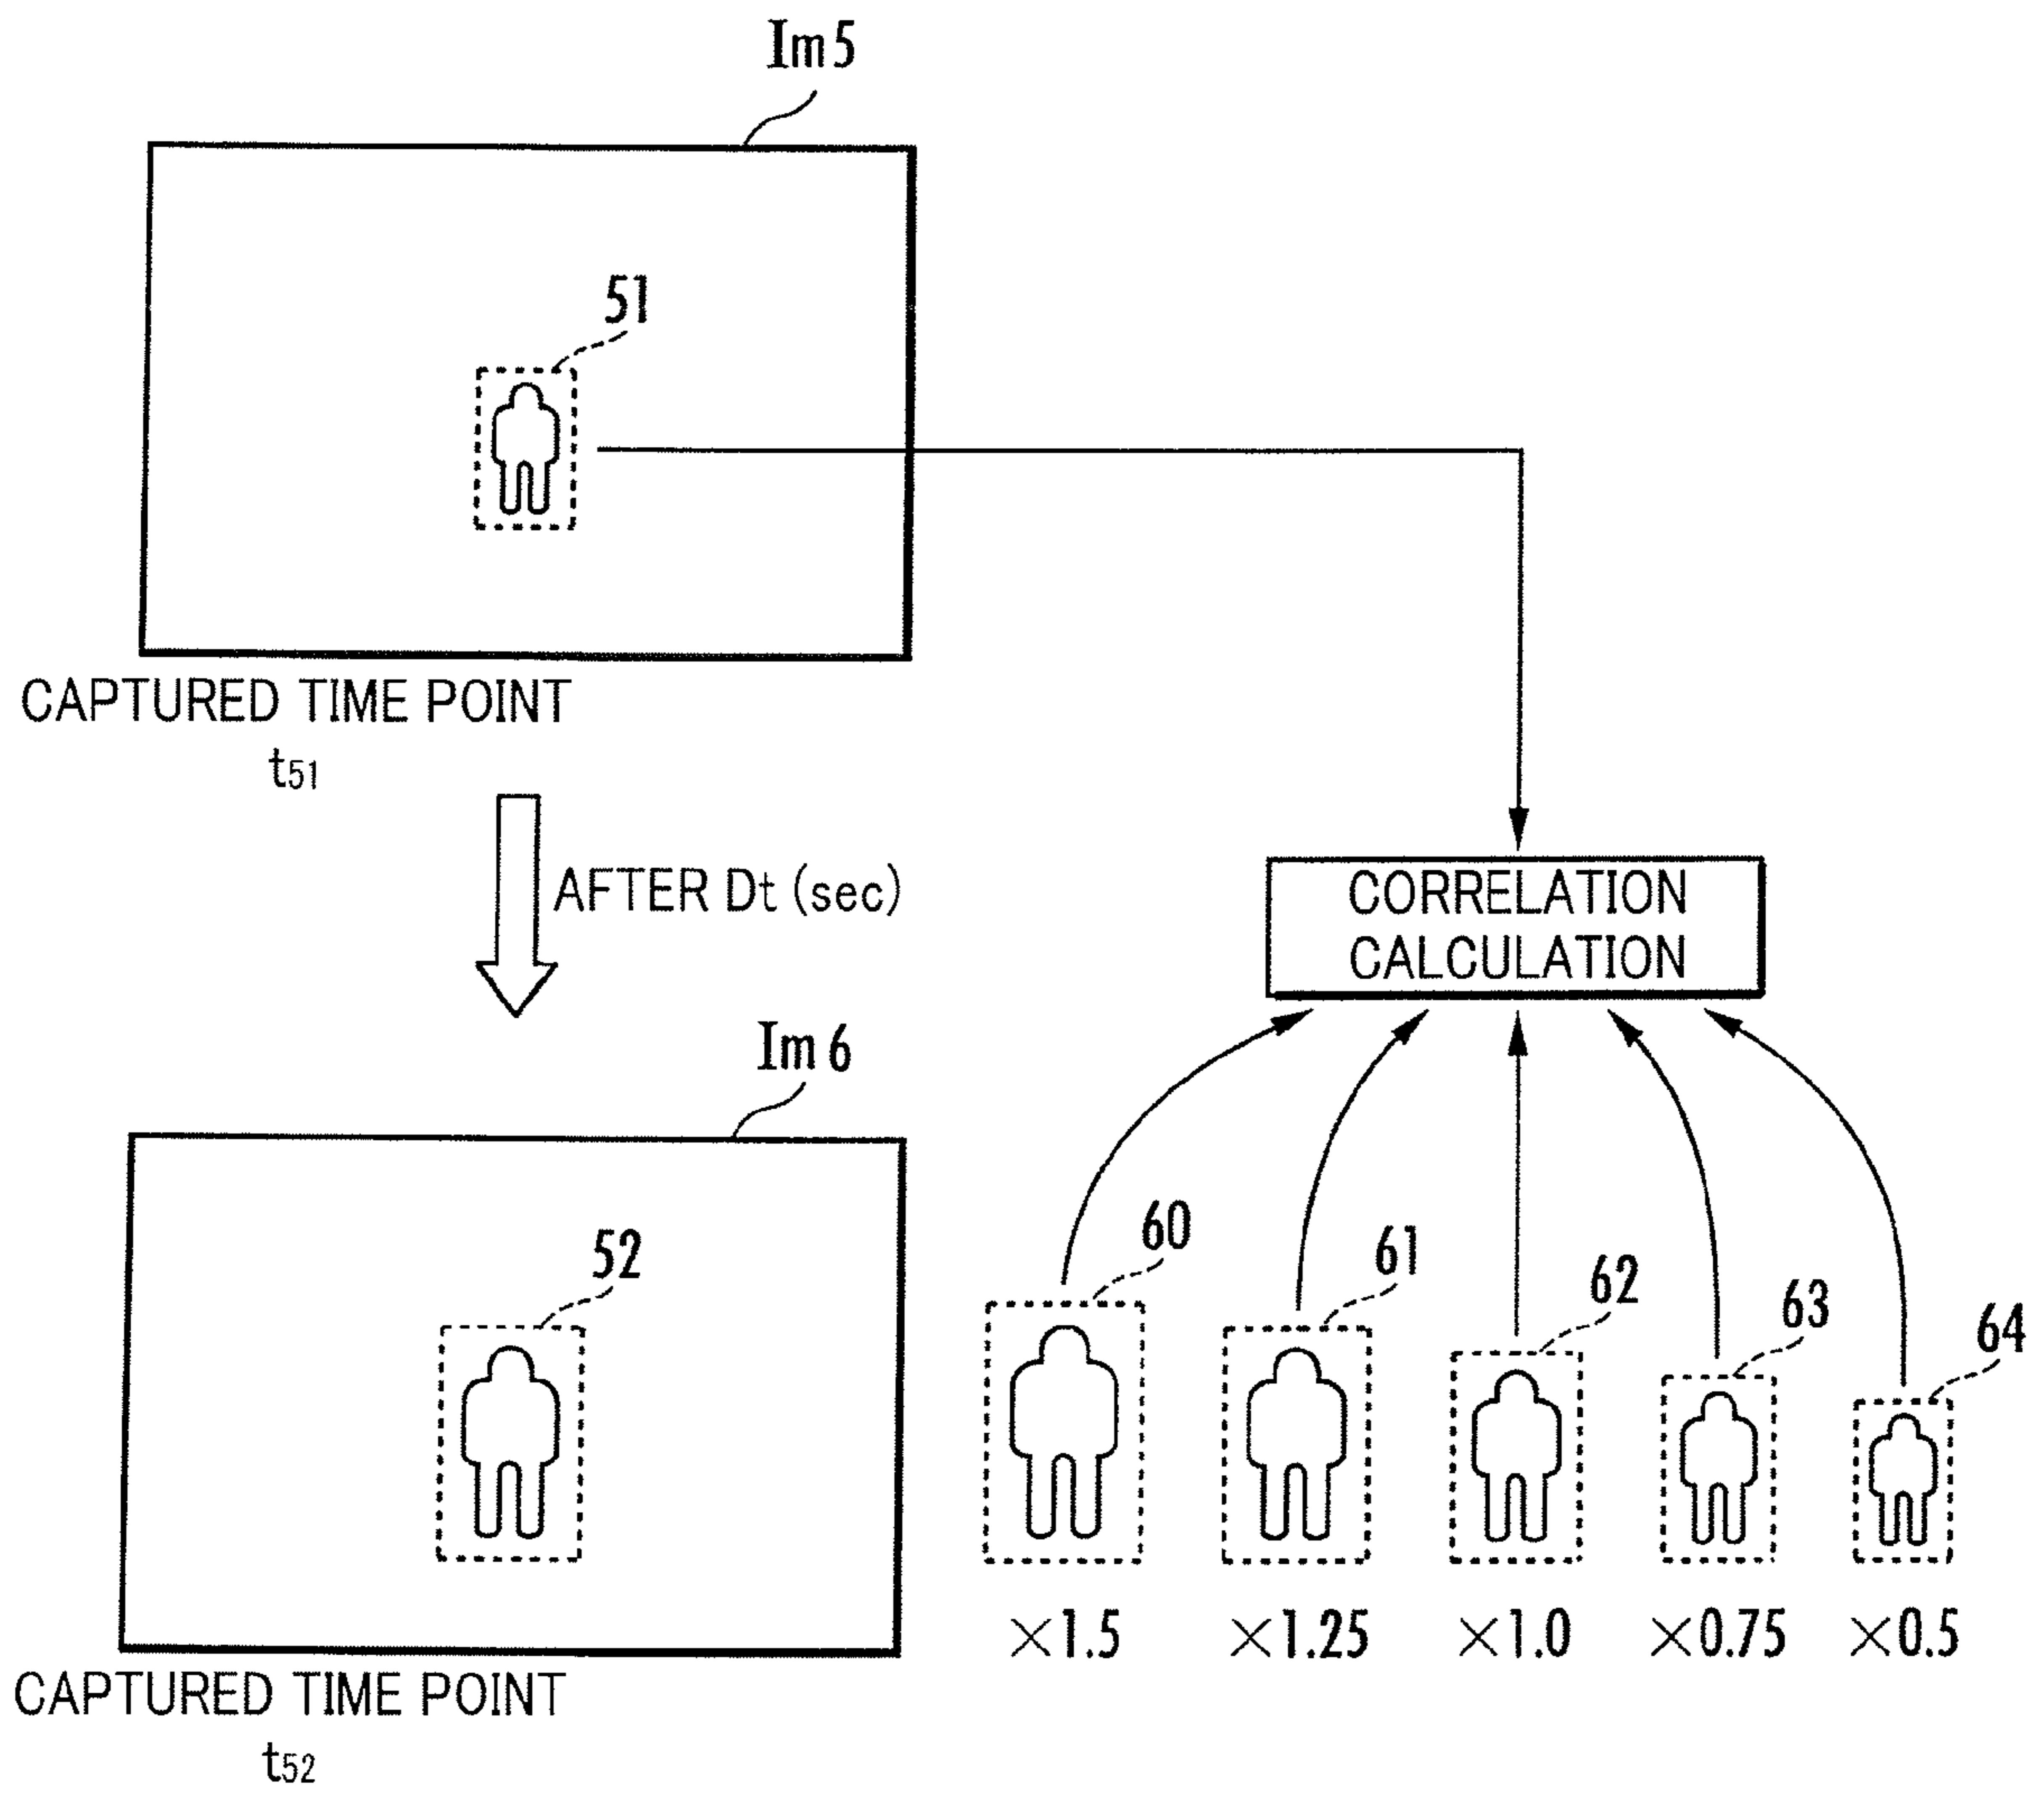 Im5
51
CAPTURED TIME POINT
t51
AFTER Dt (sec)
CORRELATION
CALCULATION
Im6
52
60
61
62
63
64
×1.5
×1.25
×1.0
×0.75
×0.5
CAPTURED TIME POINT
t52